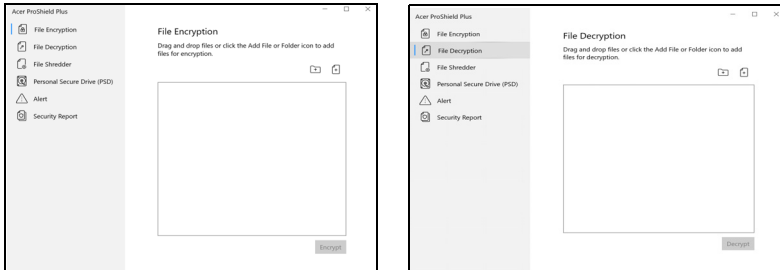 Acer ProShield Plus
File Encryption
File Decryption
File Shredder
Personal Secure Drive (PSD)
Alert
Security Report
File Encryption
Drag and drop files or click the Add File or Folder icon to add
files for encryption.
Encrypt
Acer ProShield Plus
File Encryption
File Decryption
File Shredder
Personal Secure Drive (PSD)
Alert
Security Report
File Decryption
Drag and drop files or click the Add File or Folder icon to add
files for decryption.
Decrypt